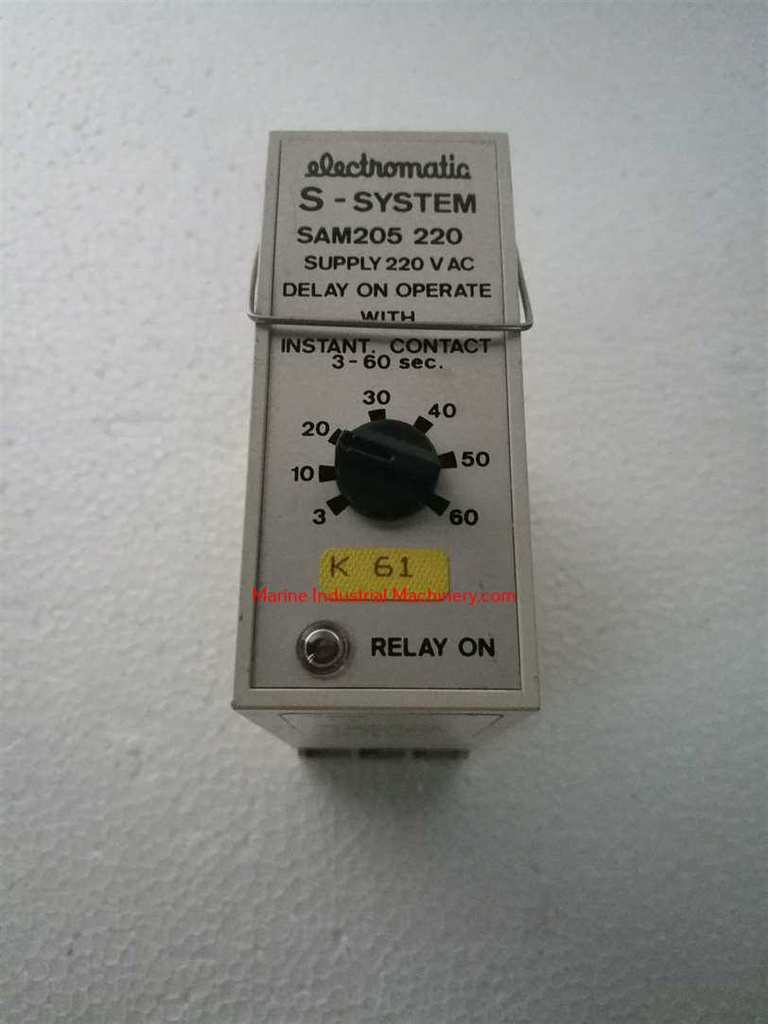 electromatic
S - SYSTEM
SAM205 220
SUPPLY 220 V AC
DELAY ON OPERATE
WITH
INSTANT. CONTACT
3-60 sec.
30
20 40
10 50
3 60
K 61
Marine Industrial Machinery.com
RELAY ON